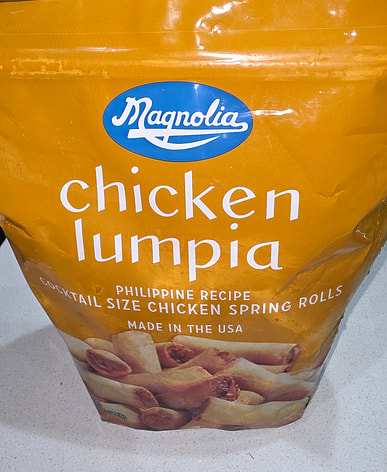 Magnolia
chicken
lumpia
PHILIPPINE RECIPE
COCKTAIL SIZE CHICKEN SPRING ROLLS
MADE IN THE USA